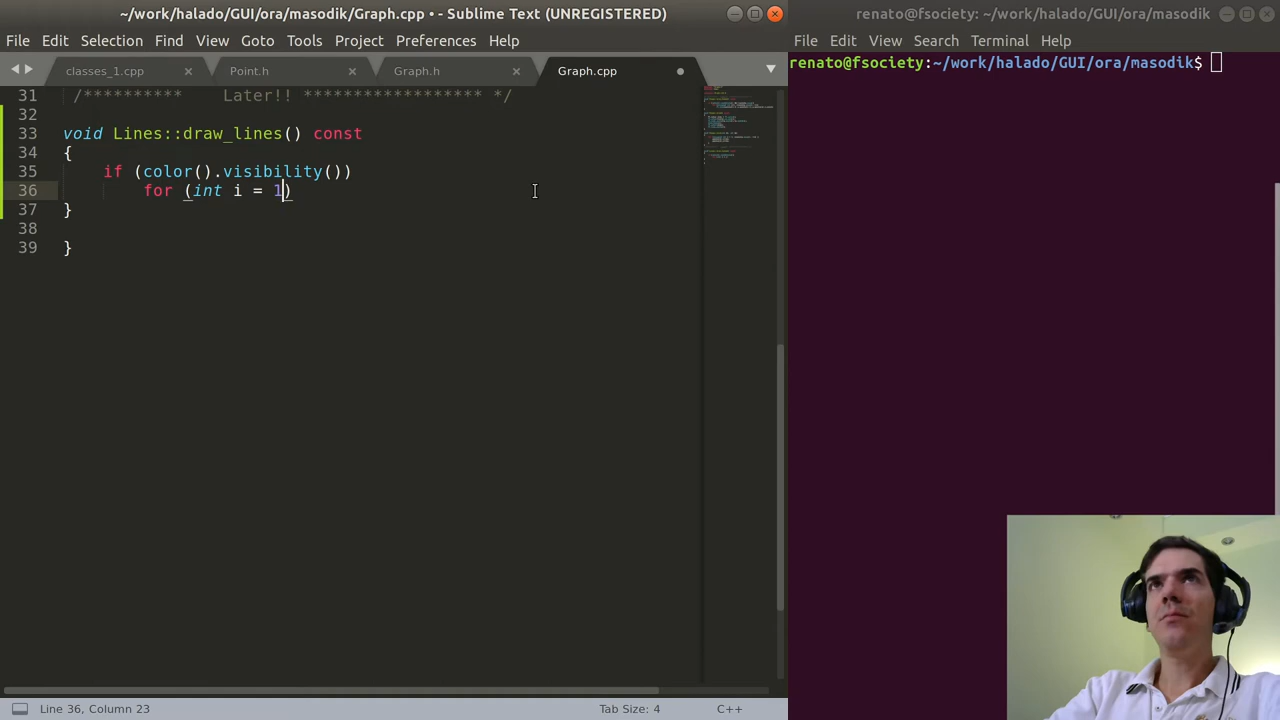 ~/work/halado/GUI/ora/masodik/Graph.cpp • - Sublime Text (UNREGISTERED)
File Edit Selection Find View Goto Tools Project Preferences Help
classes_1.cpp × Point.h × Graph.h × Graph.cpp
31 /********** Later!! ****************** */
32
33 void Lines::draw_lines() const
34 {
35 if (color().visibility())
36 for (int i = 1)
37 }
38
39 }
Line 36, Column 23 Tab Size: 4 C++
renato@fsociety: ~/work/halado/GUI/ora/masodik
File Edit View Search Terminal Help
renato@fsociety:~/work/halado/GUI/ora/masodik$